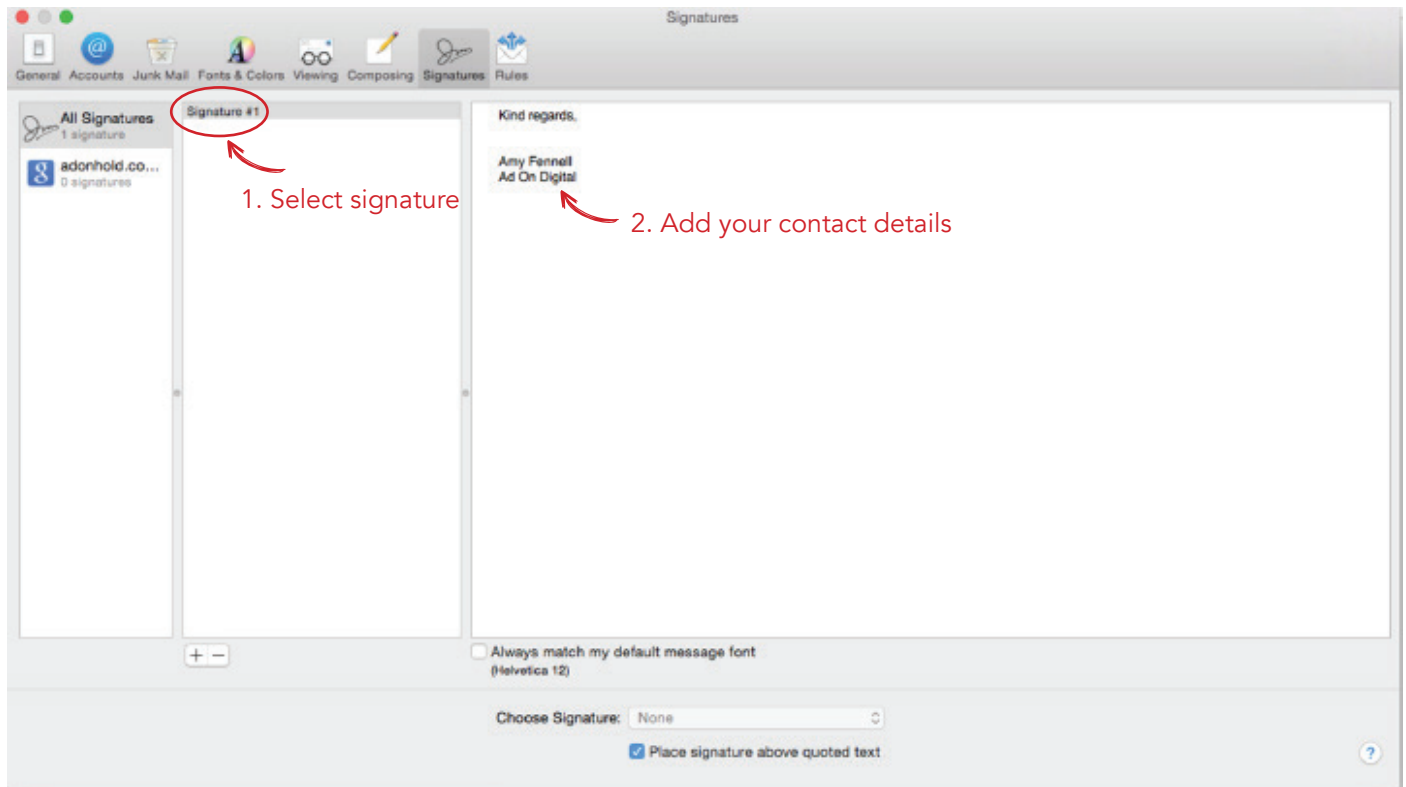 Signatures
General Accounts Junk Mail Fonts & Colors Viewing Composing Signatures Rules
All Signatures
1 signature
adonhold.co...
0 signatures
Signature #1
1. Select signature
Kind regards,
Amy Fennell
Ad On Digital
2. Add your contact details
+ −
Always match my default message font
(Helvetica 12)
Choose Signature: None
Place signature above quoted text
?